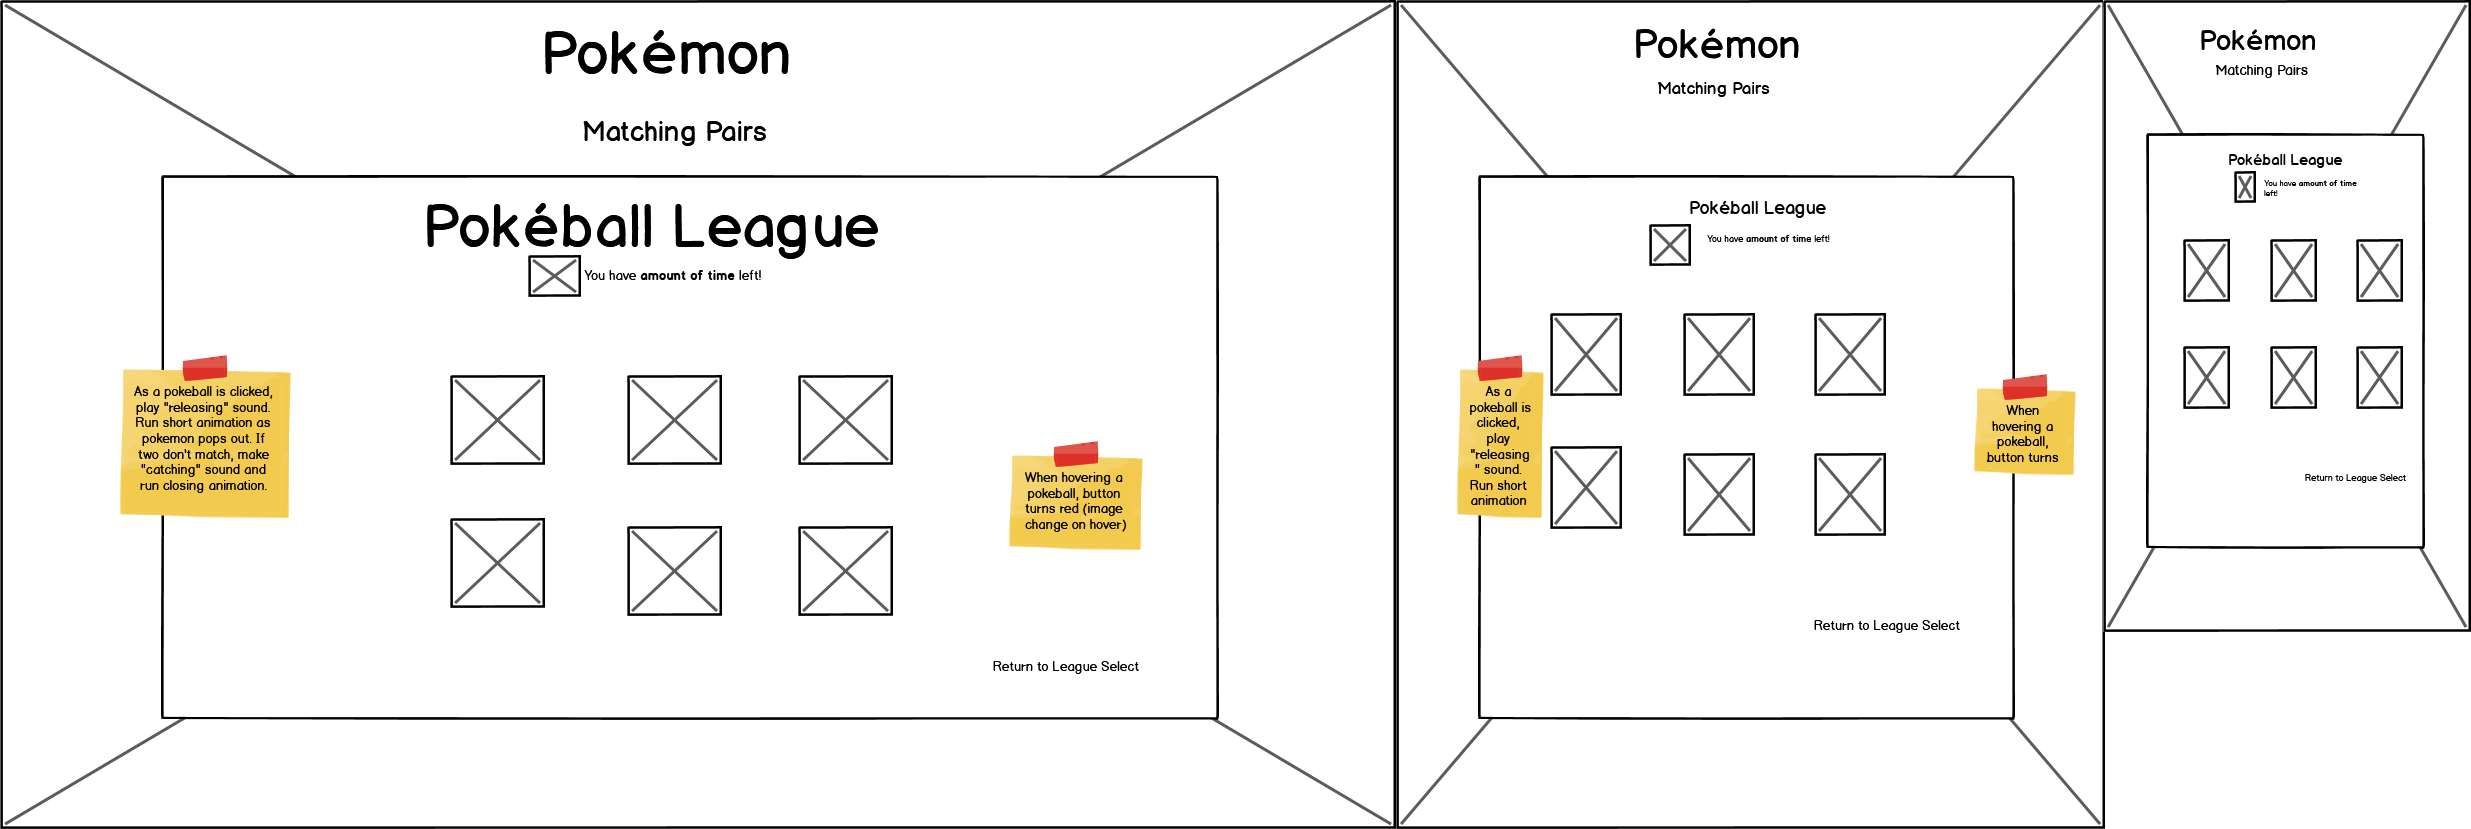 Pokémon
Matching Pairs
Pokéball League
You have amount of time left!
As a pokeball is clicked,
play "releasing" sound.
Run short animation as
pokemon pops out. If
two don't match, make
"catching" sound and
run closing animation.
When hovering a
pokeball, button
turns red (image
change on hover)
Return to League Select
Pokémon
Matching Pairs
Pokéball League
You have amount of time left!
As a
pokeball is
clicked,
play
"releasing
" sound.
Run short
animation
When
hovering a
pokeball,
button turns
Return to League Select
Pokémon
Matching Pairs
Pokéball League
You have amount of time
left!
Return to League Select